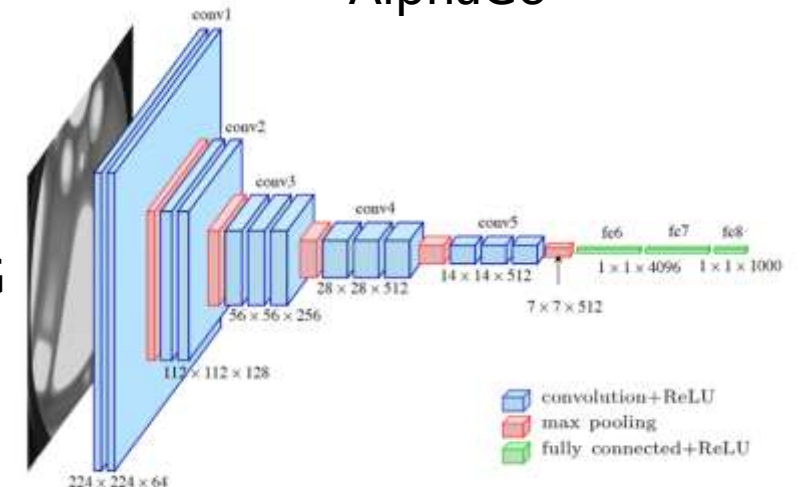 AlphaGo
conv1
conv2
conv3
conv4
conv5
fc6 fc7 fc8
1 × 1 × 4096 1 × 1 × 1000
14 × 14 × 512
28 × 28 × 512
7 × 7 × 512
56 × 56 × 256
112 × 112 × 128
convolution+ReLU
max pooling
fully connected+ReLU
224 × 224 × 64